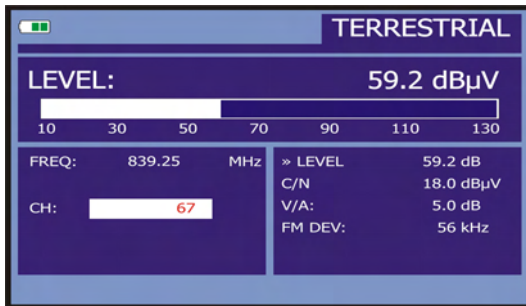 TERRESTRIAL
LEVEL: 59.2 dBµV
10 30 50 70 90 110 130
FREQ: 839.25 MHz
CH: 67
» LEVEL 59.2 dB
C/N 18.0 dBµV
V/A: 5.0 dB
FM DEV: 56 kHz